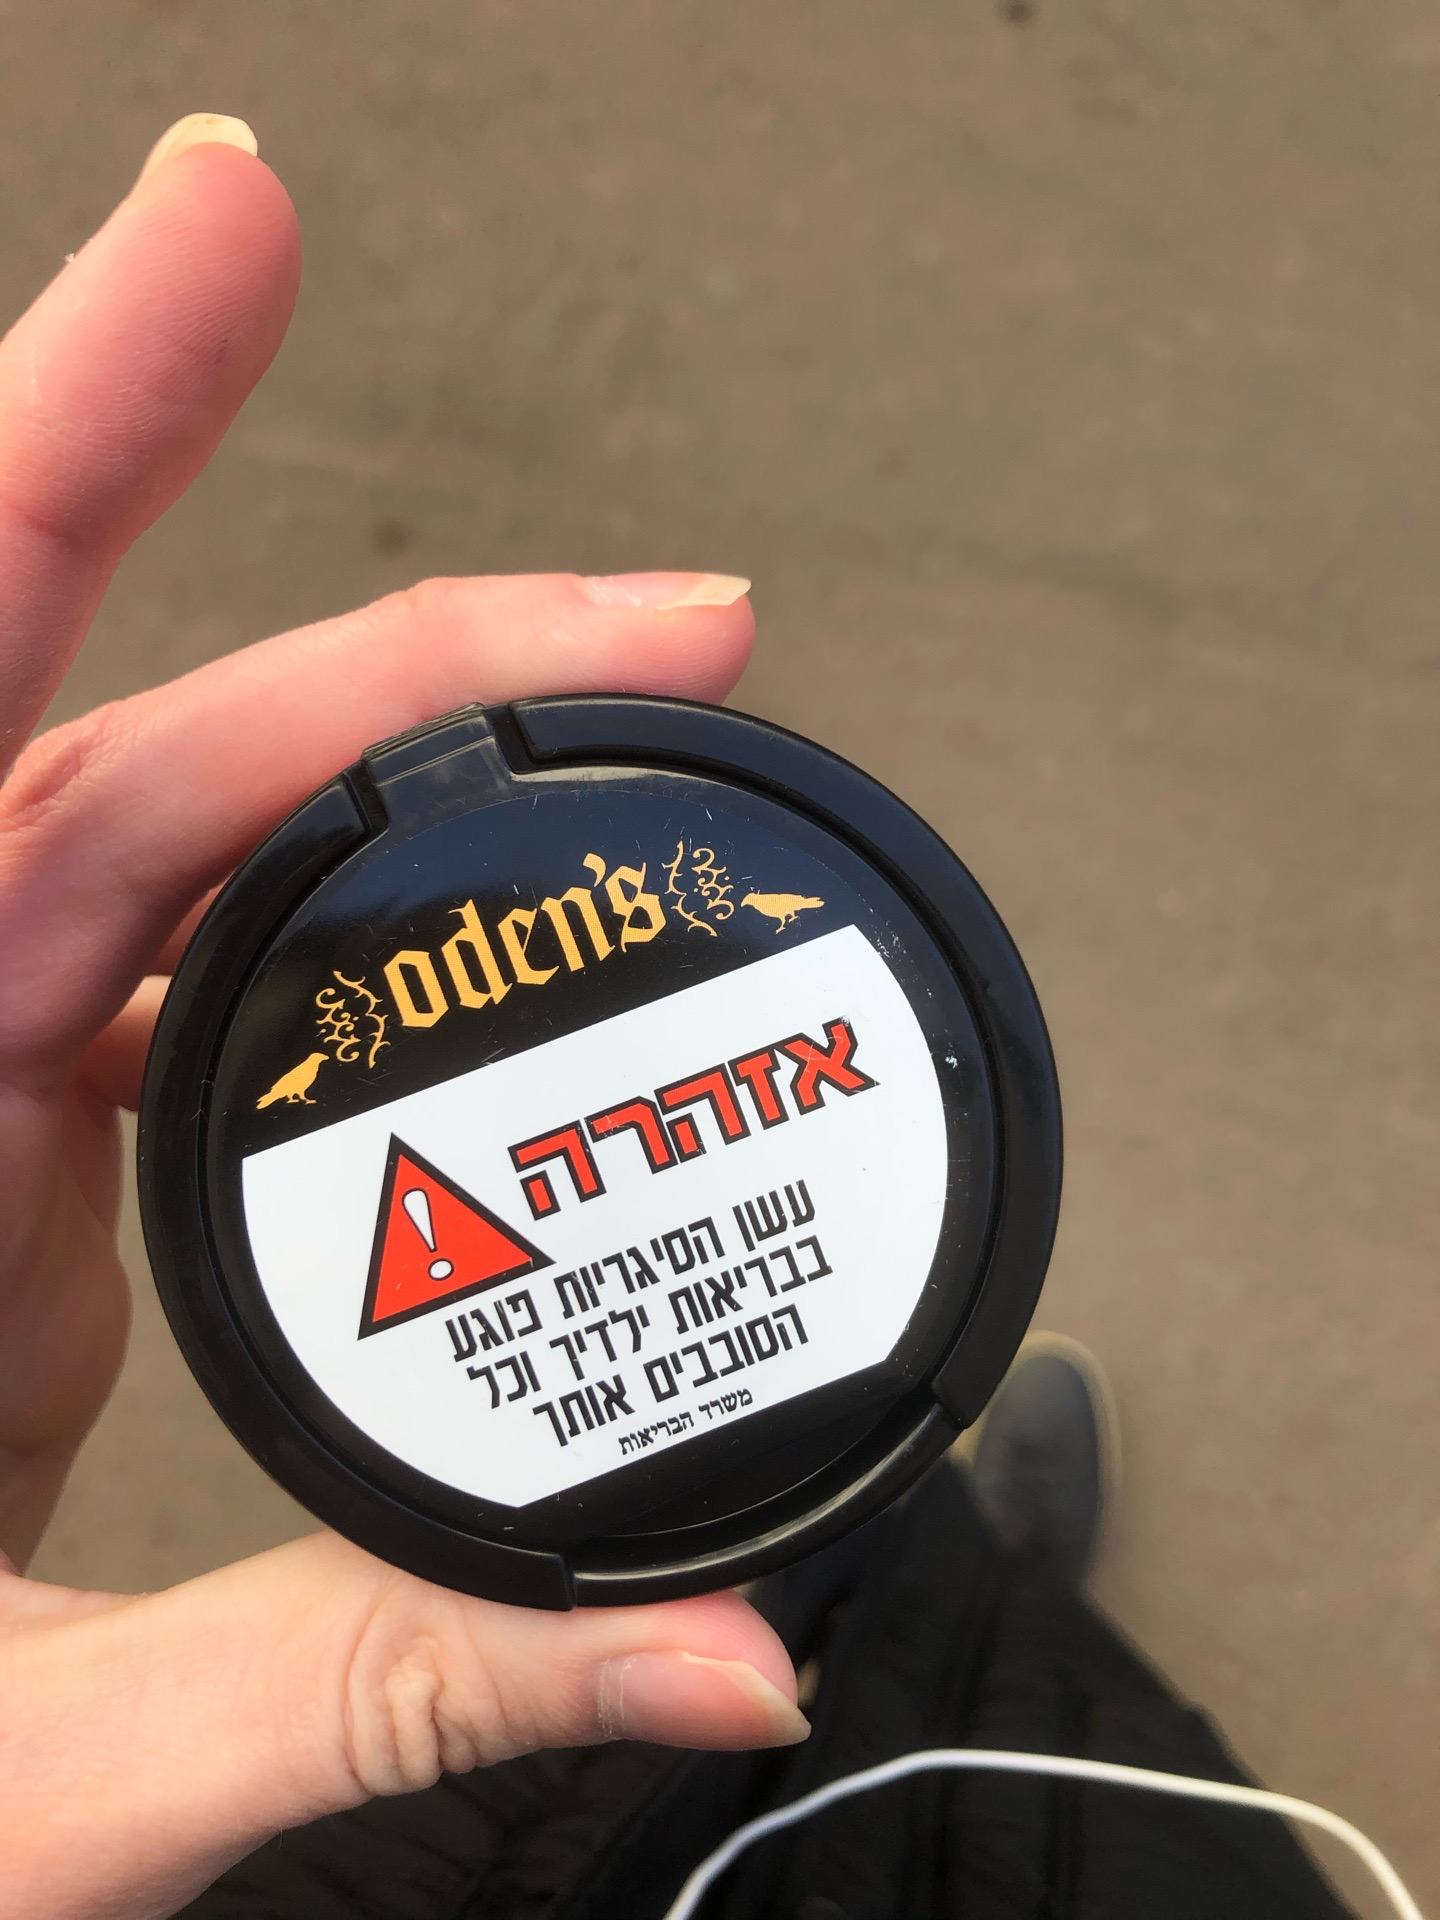 oden's
אזהרה
עשן הסיגריות פוגע
בבריאות ילדיך וכל
הסובבים אותך
משרד הבריאות